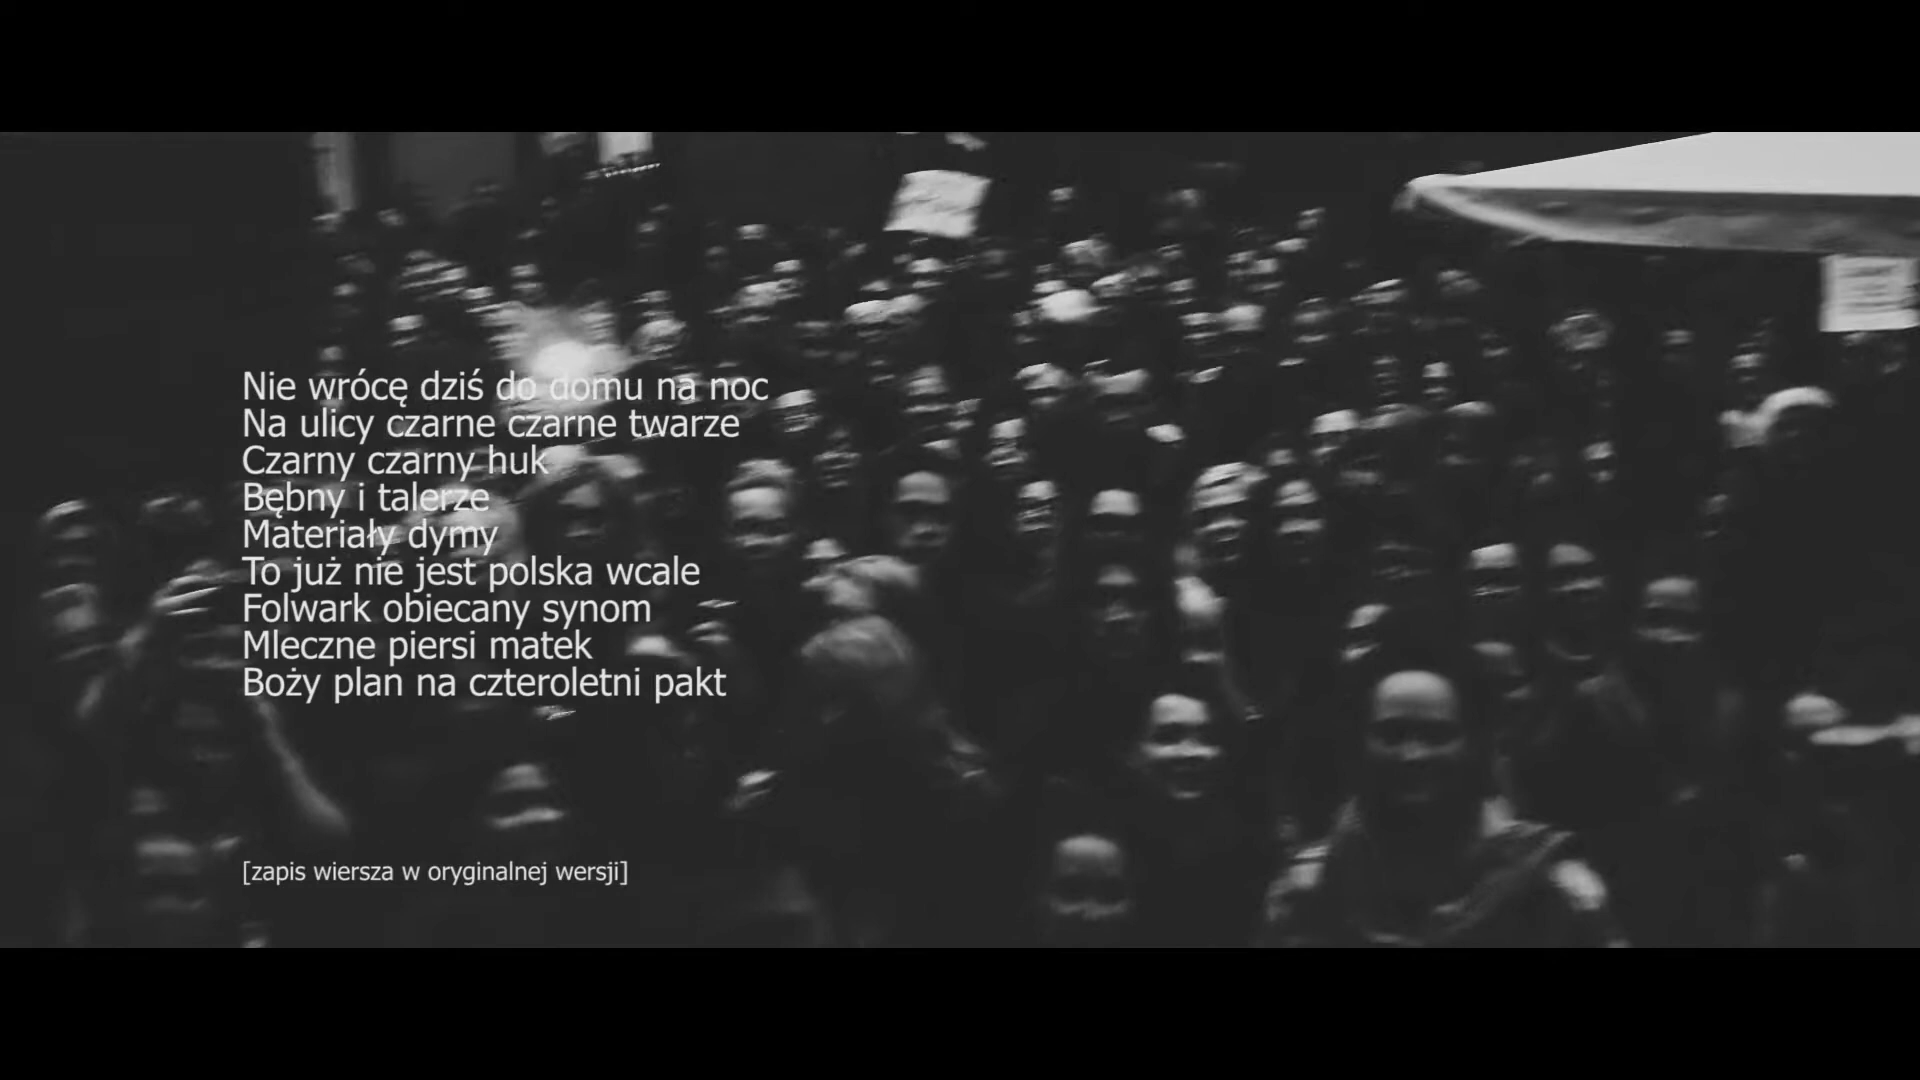 Nie wrócę dziś do domu na noc
Na ulicy czarne czarne twarze
Czarny czarny huk
Bębny i talerze
Materiały dymy
To już nie jest polska wcale
Folwark obiecany synom
Mleczne piersi matek
Boży plan na czteroletni pakt
[zapis wiersza w oryginalnej wersji]